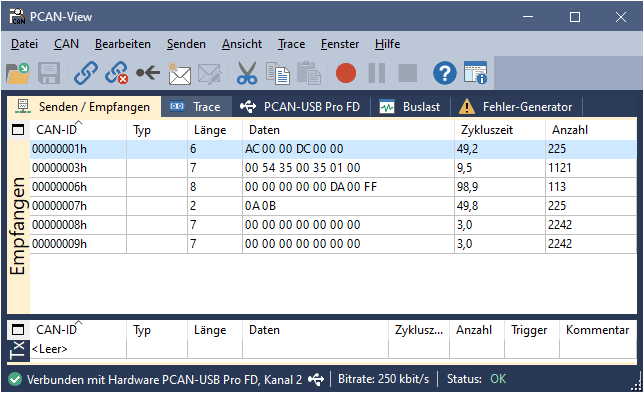 PCAN-View
Datei CAN Bearbeiten Senden Ansicht Trace Fenster Hilfe
Senden / Empfangen Trace PCAN-USB Pro FD Buslast Fehler-Generator
Empfangen
CAN-ID Typ Länge Daten Zykluszeit Anzahl
00000001h 6 AC 00 00 DC 00 00 49,2 225
00000003h 7 00 54 35 00 35 01 00 9,5 1121
00000006h 8 00 00 00 00 00 DA 00 FF 98,9 113
00000007h 2 0A 0B 49,8 225
00000008h 7 00 00 00 00 00 00 00 3,0 2242
00000009h 7 00 00 00 00 00 00 00 3,0 2242
TX
CAN-ID Typ Länge Daten Zyklusz... Anzahl Trigger Kommentar
<Leer>
Verbunden mit Hardware PCAN-USB Pro FD, Kanal 2 Bitrate: 250 kbit/s Status: OK